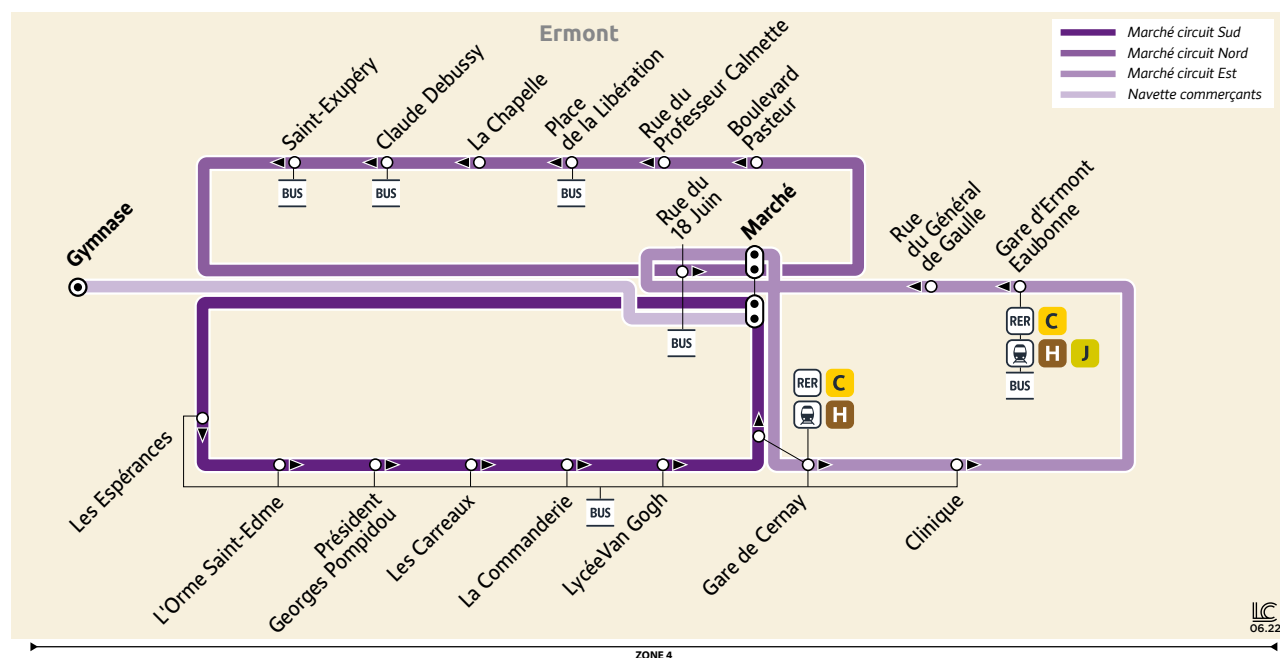 Ermont
Marché circuit Sud
Marché circuit Nord
Marché circuit Est
Navette commerçants
Saint-Exupéry
Claude Debussy
La Chapelle
Place
de la Libération
Rue du
Professeur Calmette
Boulevard
Pasteur
BUS
BUS
BUS
Gymnase
Rue du
18 Juin
Marché
Rue
du Général
de Gaulle
Gare d'Ermont
Eaubonne
RER C
H J
BUS
BUS
RER C
H
Les Espérances
L'Orme Saint-Edme
Président
Georges Pompidou
Les Carreaux
La Commanderie
BUS
LycéeVan Gogh
Gare de Cernay
Clinique
LC
06.22
ZONE 4